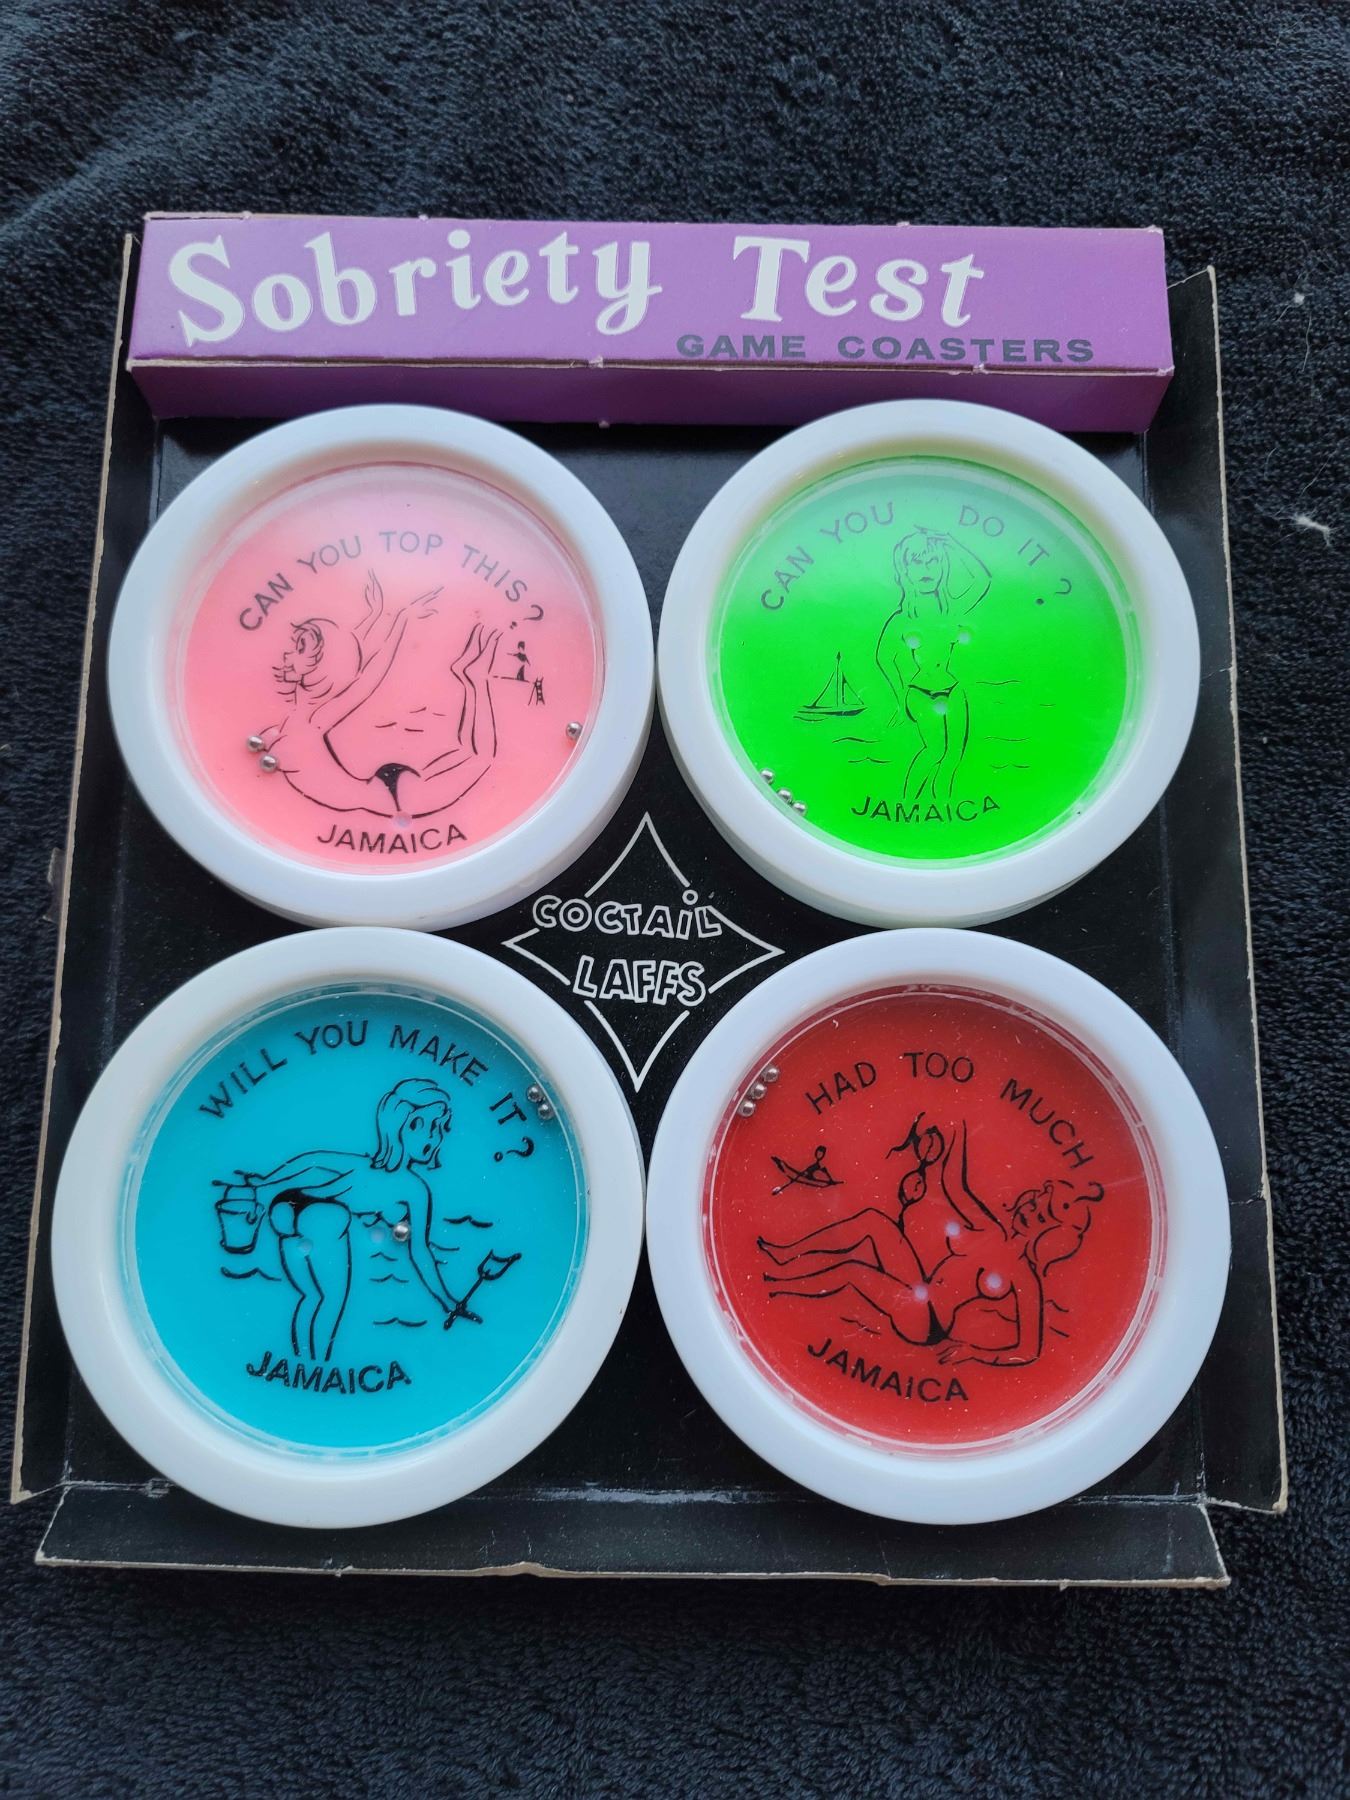 Sobriety Test
GAME COASTERS
CAN YOU TOP THIS?
JAMAICA
CAN YOU DO IT?
JAMAICA
COCTAiL
LAFFS
WILL YOU MAKE IT?
JAMAICA
HAD TOO MUCH?
JAMAICA